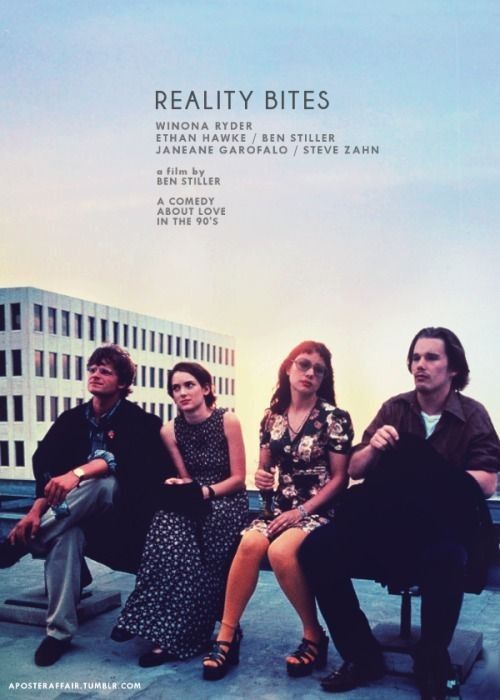 REALITY BITES
WINONA RYDER
ETHAN HAWKE / BEN STILLER
JANEANE GAROFALO / STEVE ZAHN
a film by
BEN STILLER
A COMEDY
ABOUT LOVE
IN THE 90'S
APOSTERAFFAIR.TUMBLR.COM